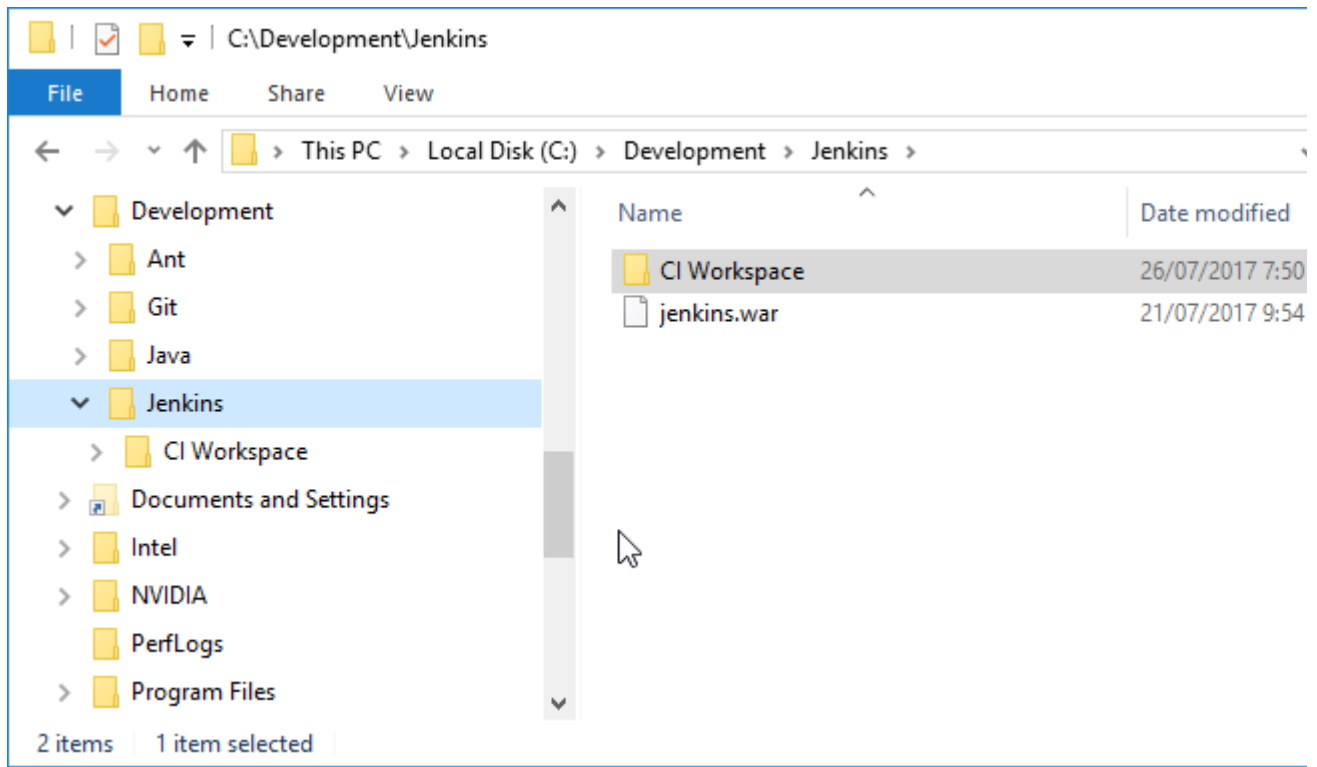 C:\Development\Jenkins
File Home Share View
This PC > Local Disk (C:) > Development > Jenkins >
Development
Ant
Git
Java
Jenkins
CI Workspace
Documents and Settings
Intel
NVIDIA
PerfLogs
Program Files
Name Date modified
CI Workspace 26/07/2017 7:50
jenkins.war 21/07/2017 9:54
2 items 1 item selected